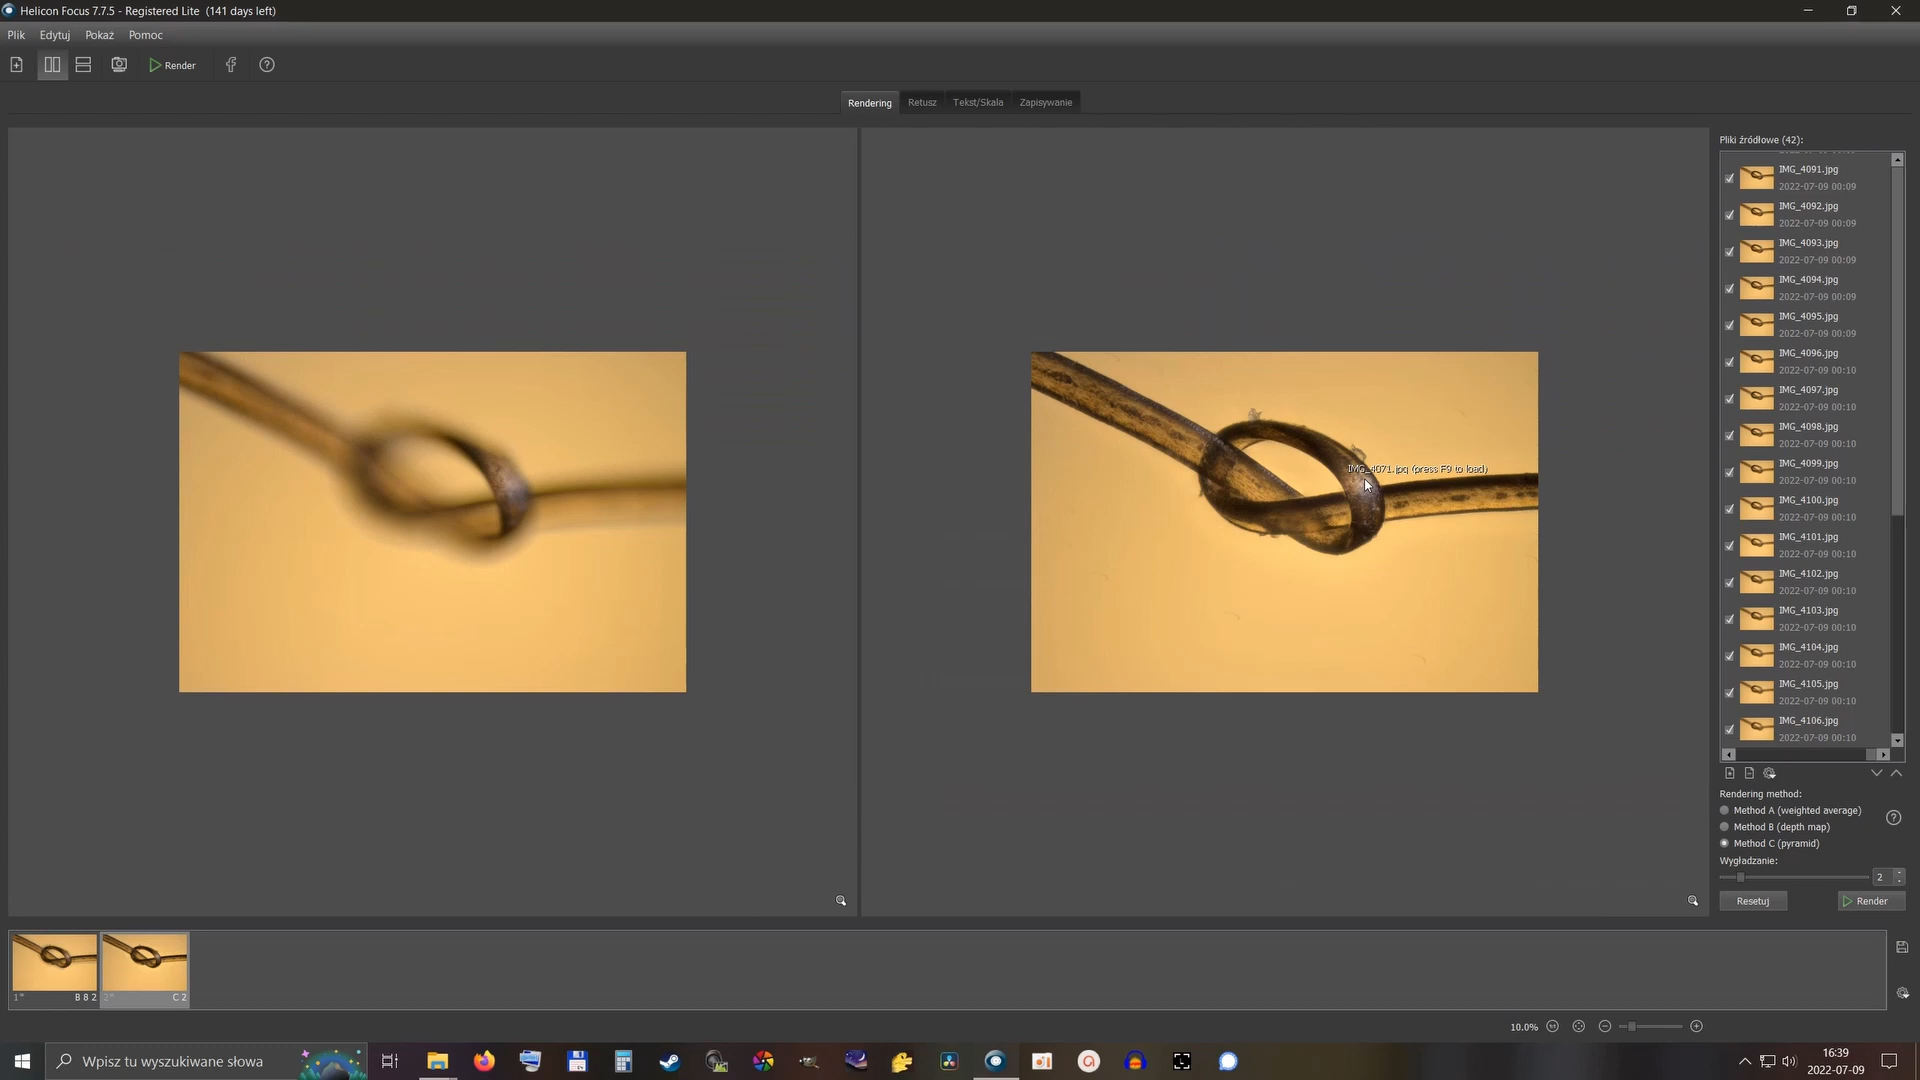 Helicon Focus 7.7.5 - Registered Lite (141 days left)
Plik Edytuj Pokaż Pomoc
Render
Rendering Retusz Tekst/Skala Zapisywanie
Pliki źródłowe (42):
IMG_4091.jpg
2022-07-09 00:09
IMG_4092.jpg
2022-07-09 00:09
IMG_4093.jpg
2022-07-09 00:09
IMG_4094.jpg
2022-07-09 00:09
IMG_4095.jpg
2022-07-09 00:09
IMG_4096.jpg
2022-07-09 00:10
IMG_4097.jpg
2022-07-09 00:10
IMG_4098.jpg
2022-07-09 00:10
IMG_4099.jpg
2022-07-09 00:10
IMG_4100.jpg
2022-07-09 00:10
IMG_4101.jpg
2022-07-09 00:10
IMG_4102.jpg
2022-07-09 00:10
IMG_4103.jpg
2022-07-09 00:10
IMG_4104.jpg
2022-07-09 00:10
IMG_4105.jpg
2022-07-09 00:10
IMG_4106.jpg
2022-07-09 00:10
IMG_4071.jpg (press F9 to load)
Rendering method:
Method A (weighted average)
Method B (depth map)
Method C (pyramid)
Wygładzanie:
2
Resetuj Render
1* B 8 2
2* C 2
10.0%
Wpisz tu wyszukiwane słowa
16:39
2022-07-09